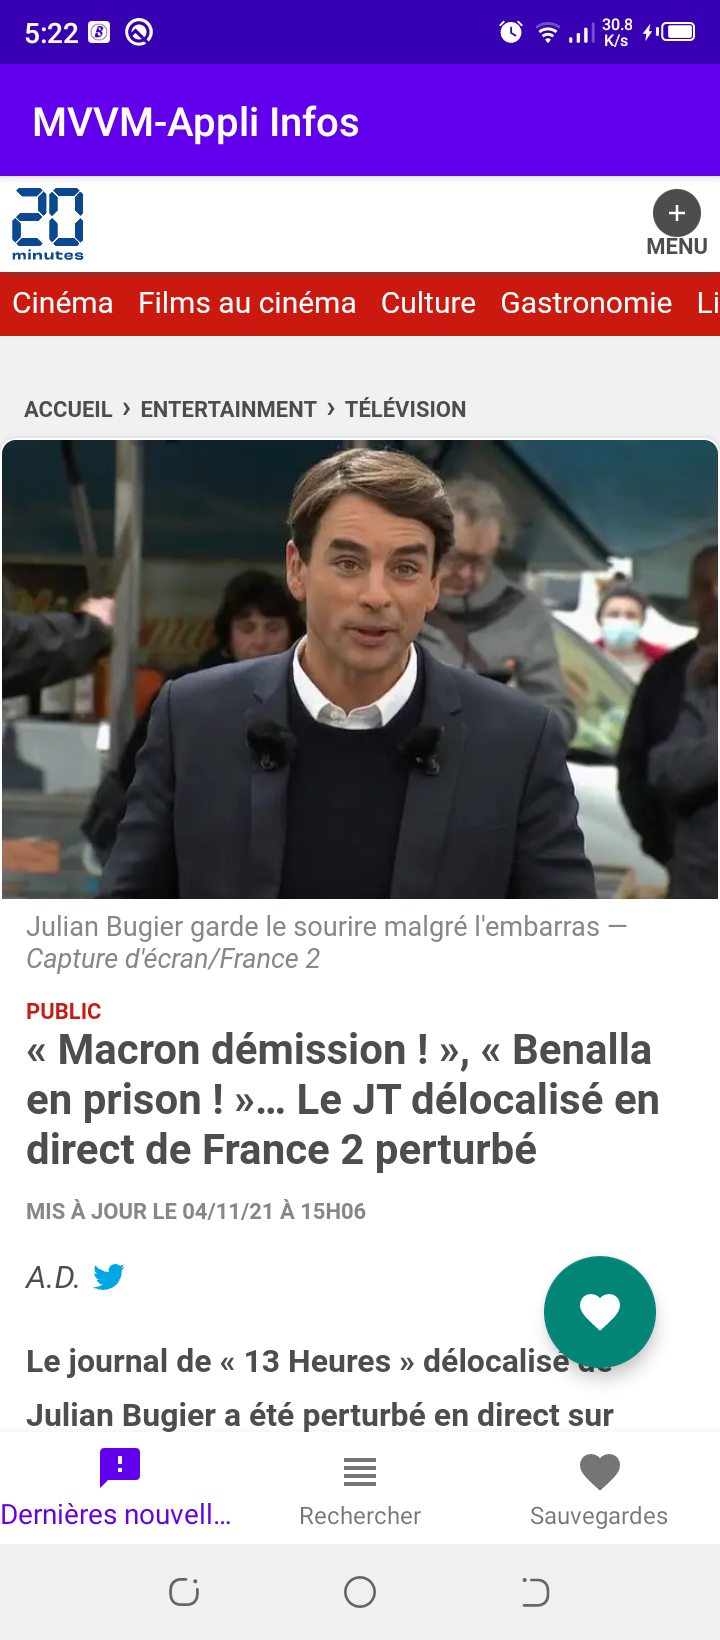 5:22
30.8
K/s
MVVM-Appli Infos
20
minutes
MENU
Cinéma Films au cinéma Culture Gastronomie Li
ACCUEIL › ENTERTAINMENT › TÉLÉVISION
Julian Bugier garde le sourire malgré l'embarras —
Capture d'écran/France 2
PUBLIC
« Macron démission ! », « Benalla
en prison ! »… Le JT délocalisé en
direct de France 2 perturbé
MIS À JOUR LE 04/11/21 À 15H06
A.D.
Le journal de « 13 Heures » délocalisé de
Julian Bugier a été perturbé en direct sur
Dernières nouvell...
Rechercher
Sauvegardes